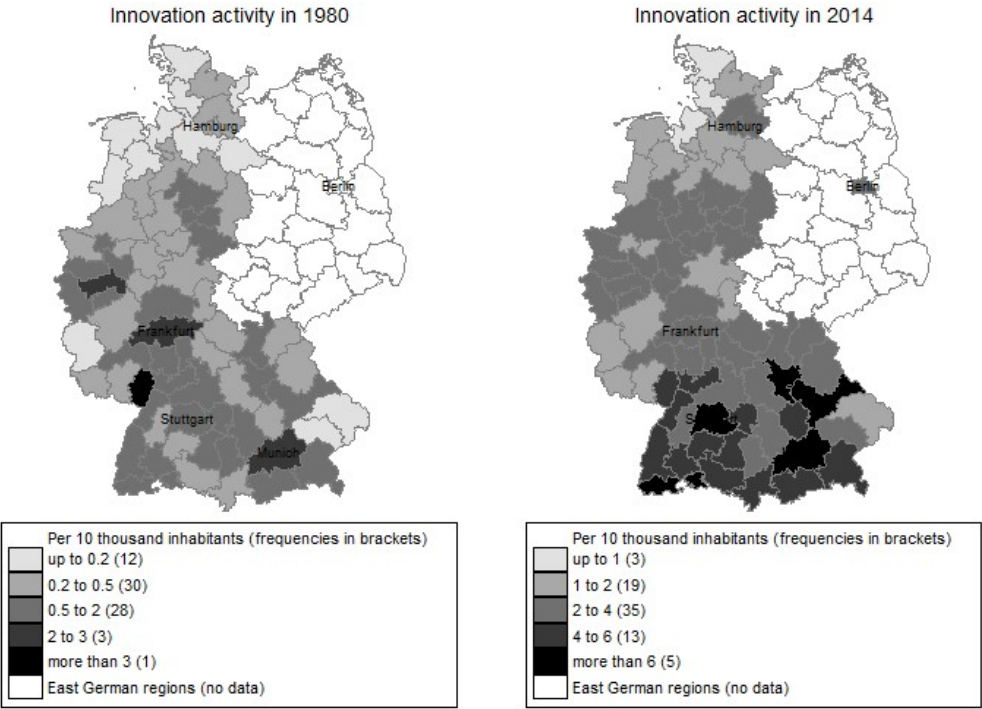 Innovation activity in 1980
Hamburg
Berlin
Frankfurt
Stuttgart
Munich
Per 10 thousand inhabitants (frequencies in brackets)
up to 0.2 (12)
0.2 to 0.5 (30)
0.5 to 2 (28)
2 to 3 (3)
more than 3 (1)
East German regions (no data)
Innovation activity in 2014
Hamburg
Berlin
Frankfurt
Per 10 thousand inhabitants (frequencies in brackets)
up to 1 (3)
1 to 2 (19)
2 to 4 (35)
4 to 6 (13)
more than 6 (5)
East German regions (no data)